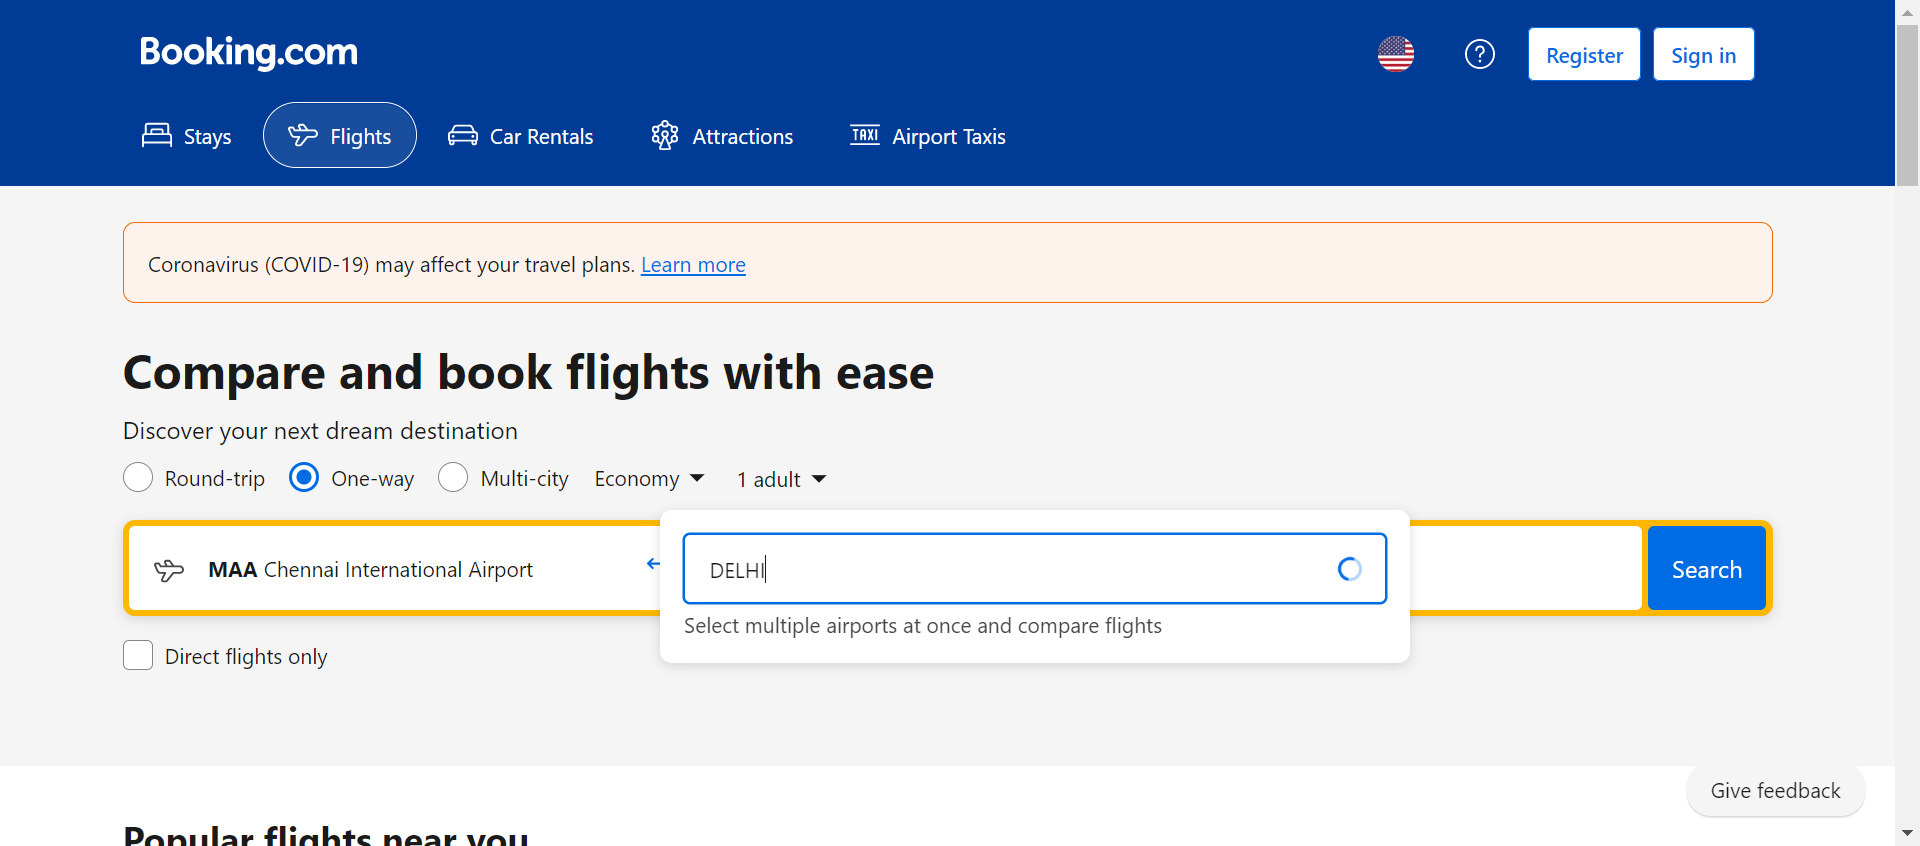 Booking.com
Register
Sign in
Stays
Flights
Car Rentals
Attractions
TAXI
Airport Taxis
Coronavirus (COVID-19) may affect your travel plans. Learn more
Compare and book flights with ease
Discover your next dream destination
Round-trip
One-way
Multi-city
Economy
1 adult
MAA Chennai International Airport
DELHI
Search
Select multiple airports at once and compare flights
Direct flights only
Give feedback
Popular flights near you